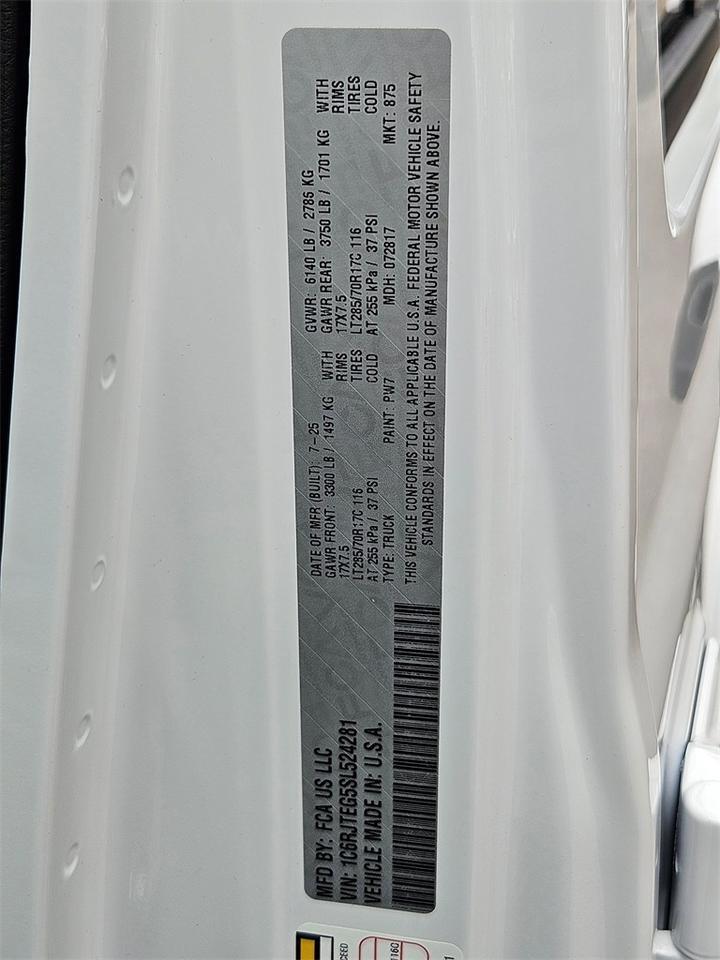 MFD BY: FCA US LLC
VIN: 1C6RJTEG5SL524281
VEHICLE MADE IN: U.S.A.
DATE OF MFR (BUILT): 7-25
GVWR: 6140 LB / 2785 KG
GAWR FRONT: 3300 LB / 1497 KG WITH
GAWR REAR: 3750 LB / 1701 KG WITH
17X7.5 RIMS
17X7.5 RIMS
LT285/70R17C 116 TIRES
LT285/70R17C 116 TIRES
AT 255 kPa / 37 PSI COLD
AT 255 kPa / 37 PSI COLD
TYPE: TRUCK PAINT: PW7 MDH: 072817 MKT: 875
THIS VEHICLE CONFORMS TO ALL APPLICABLE U.S.A. FEDERAL MOTOR VEHICLE SAFETY
STANDARDS IN EFFECT ON THE DATE OF MANUFACTURE SHOWN ABOVE.